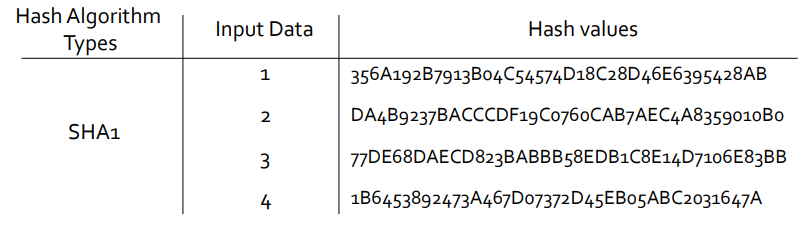 Hash Algorithm
Types
Input Data
Hash values
SHA1
1
356A192B7913B04C54574D18C28D46E6395428AB
2
DA4B9237BACCCDF19C0760CAB7AEC4A8359010B0
3
77DE68DAECD823BABBB58EDB1C8E14D7106E83BB
4
1B6453892473A467D07372D45EB05ABC2031647A